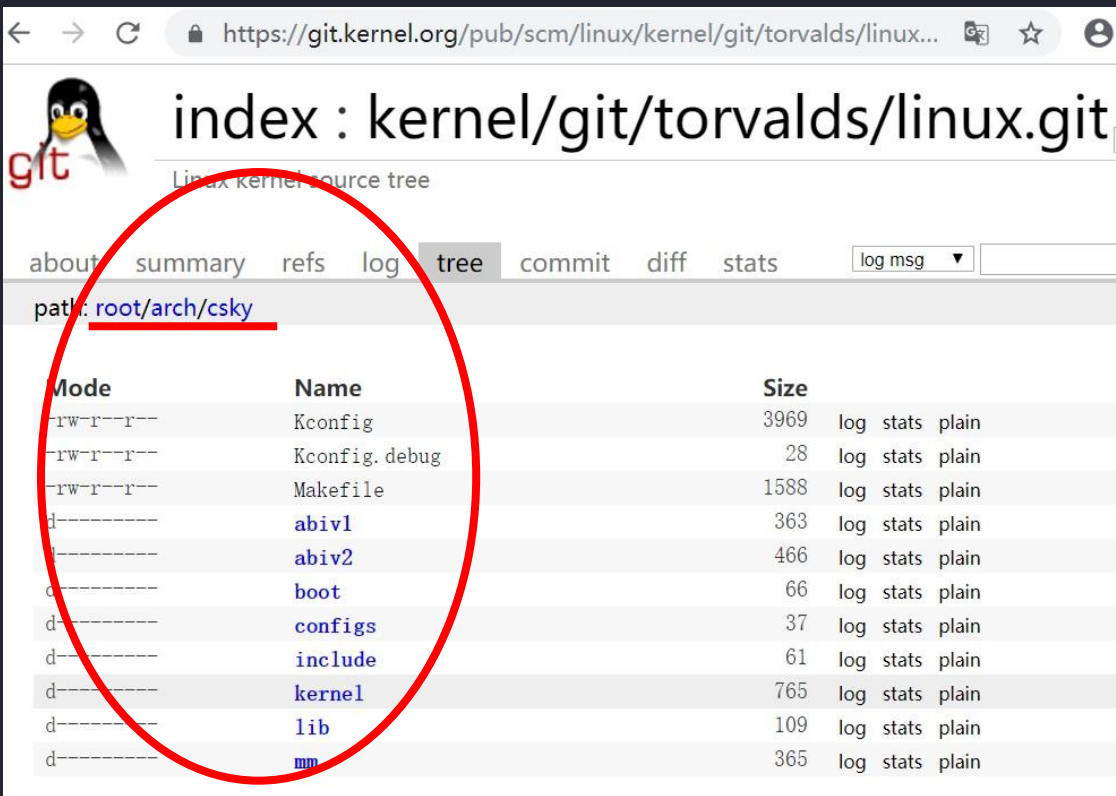 https://git.kernel.org/pub/scm/linux/kernel/git/torvalds/linux...
git
index : kernel/git/torvalds/linux.git
Linux kernel source tree
about summary refs log tree commit diff stats log msg ▼
path: root/arch/csky
Mode Name Size
-rw-r--r-- Kconfig 3969 log stats plain
-rw-r--r-- Kconfig.debug 28 log stats plain
-rw-r--r-- Makefile 1588 log stats plain
d--------- abiv1 363 log stats plain
d--------- abiv2 466 log stats plain
d--------- boot 66 log stats plain
d--------- configs 37 log stats plain
d--------- include 61 log stats plain
d--------- kernel 765 log stats plain
d--------- lib 109 log stats plain
d--------- mm 365 log stats plain